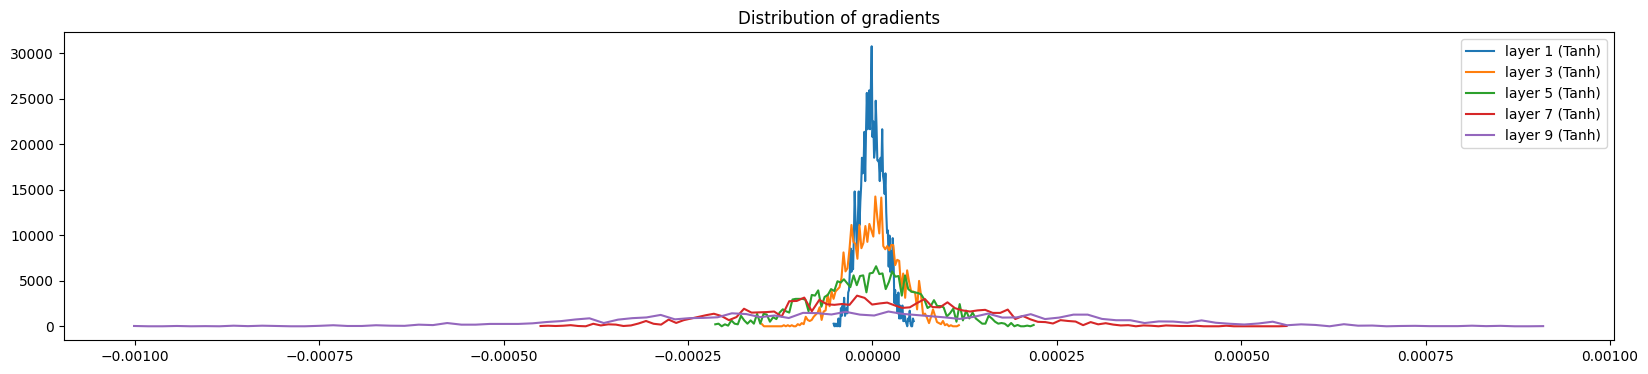 Distribution of gradients
30000
25000
20000
15000
10000
5000
0
−0.00100
−0.00075
−0.00050
−0.00025
0.00000
0.00025
0.00050
0.00075
0.00100
layer 1 (Tanh)
layer 3 (Tanh)
layer 5 (Tanh)
layer 7 (Tanh)
layer 9 (Tanh)